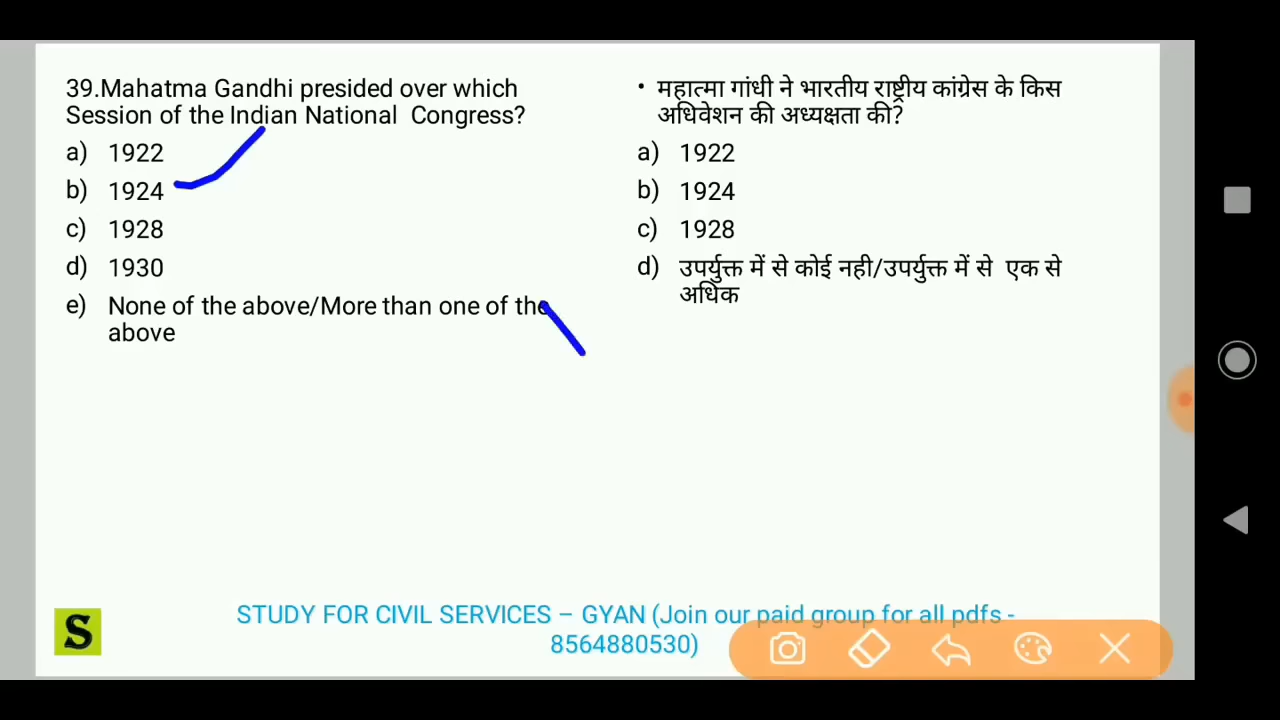 39.Mahatma Gandhi presided over which
Session of the Indian National Congress?
a) 1922
b) 1924
c) 1928
d) 1930
e) None of the above/More than one of the
above
• महात्मा गांधी ने भारतीय राष्ट्रीय कांग्रेस के किस
अधिवेशन की अध्यक्षता की?
a) 1922
b) 1924
c) 1928
d) उपर्युक्त में से कोई नही/उपर्युक्त में से एक से
अधिक
S
STUDY FOR CIVIL SERVICES – GYAN (Join our paid group for all pdfs -
8564880530)